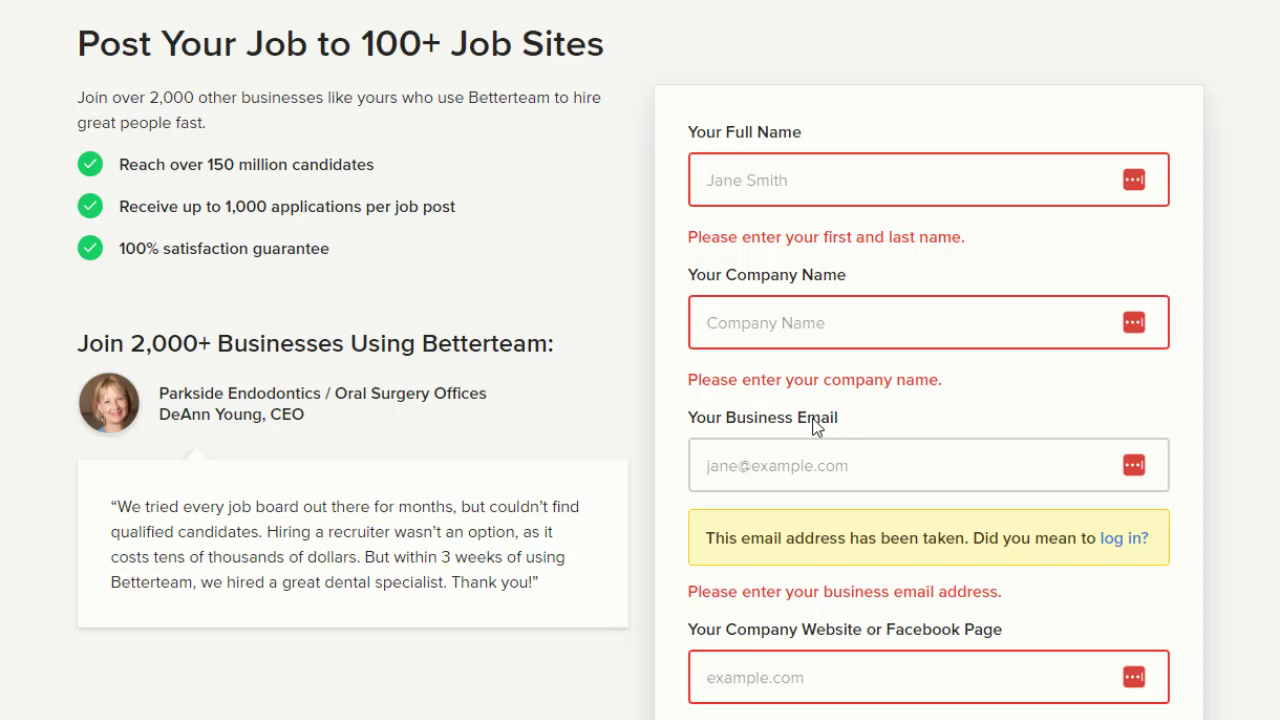 Post Your Job to 100+ Job Sites
Join over 2,000 other businesses like yours who use Betterteam to hire
great people fast.
Reach over 150 million candidates
Receive up to 1,000 applications per job post
100% satisfaction guarantee
Join 2,000+ Businesses Using Betterteam:
Parkside Endodontics / Oral Surgery Offices
DeAnn Young, CEO
“We tried every job board out there for months, but couldn’t find
qualified candidates. Hiring a recruiter wasn’t an option, as it
costs tens of thousands of dollars. But within 3 weeks of using
Betterteam, we hired a great dental specialist. Thank you!”
Your Full Name
Jane Smith
Please enter your first and last name.
Your Company Name
Company Name
Please enter your company name.
Your Business Email
jane@example.com
This email address has been taken. Did you mean to log in?
Please enter your business email address.
Your Company Website or Facebook Page
example.com